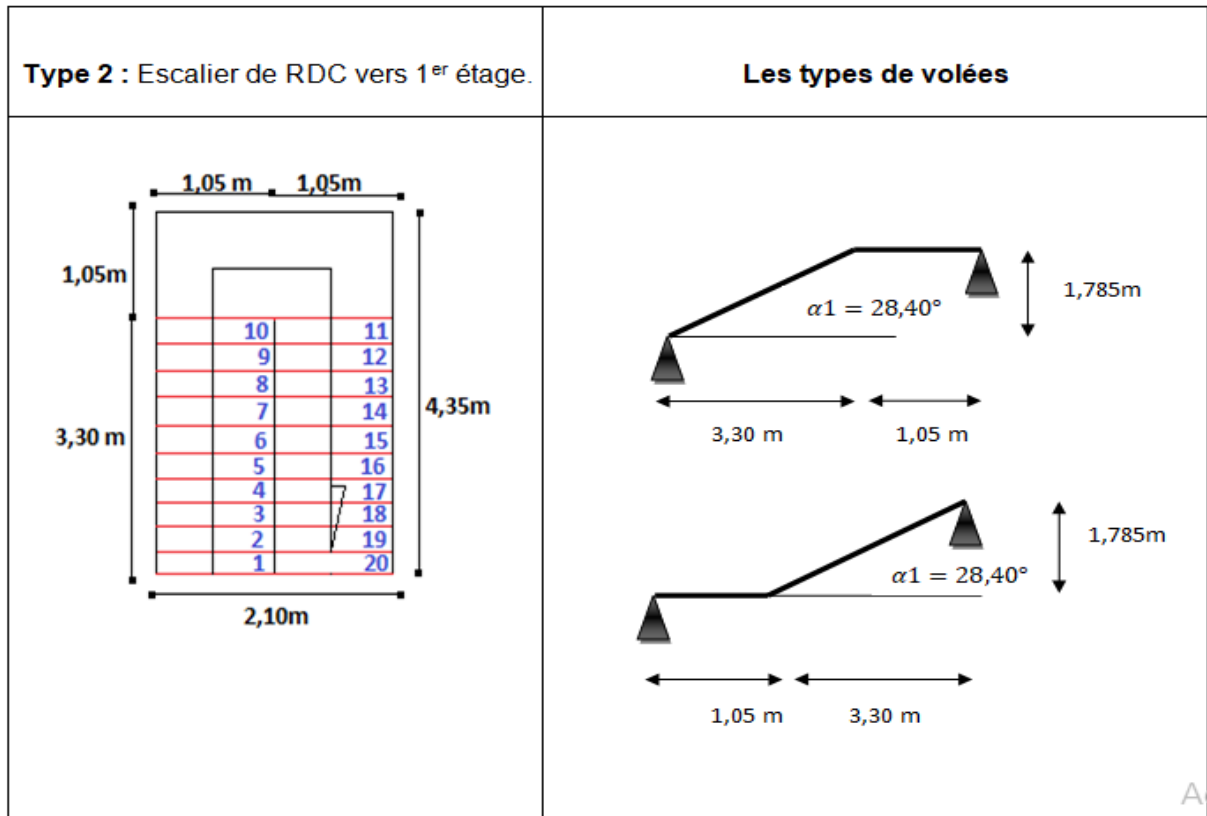 Type 2 : Escalier de RDC vers 1er étage.
Les types de volées
1,05 m 1,05m
1,05m
3,30 m
4,35m
10 11
9 12
8 13
7 14
6 15
5 16
4 17
3 18
2 19
1 20
2,10m
1,785m
α1 = 28,40°
3,30 m 1,05 m
1,785m
α1 = 28,40°
1,05 m 3,30 m